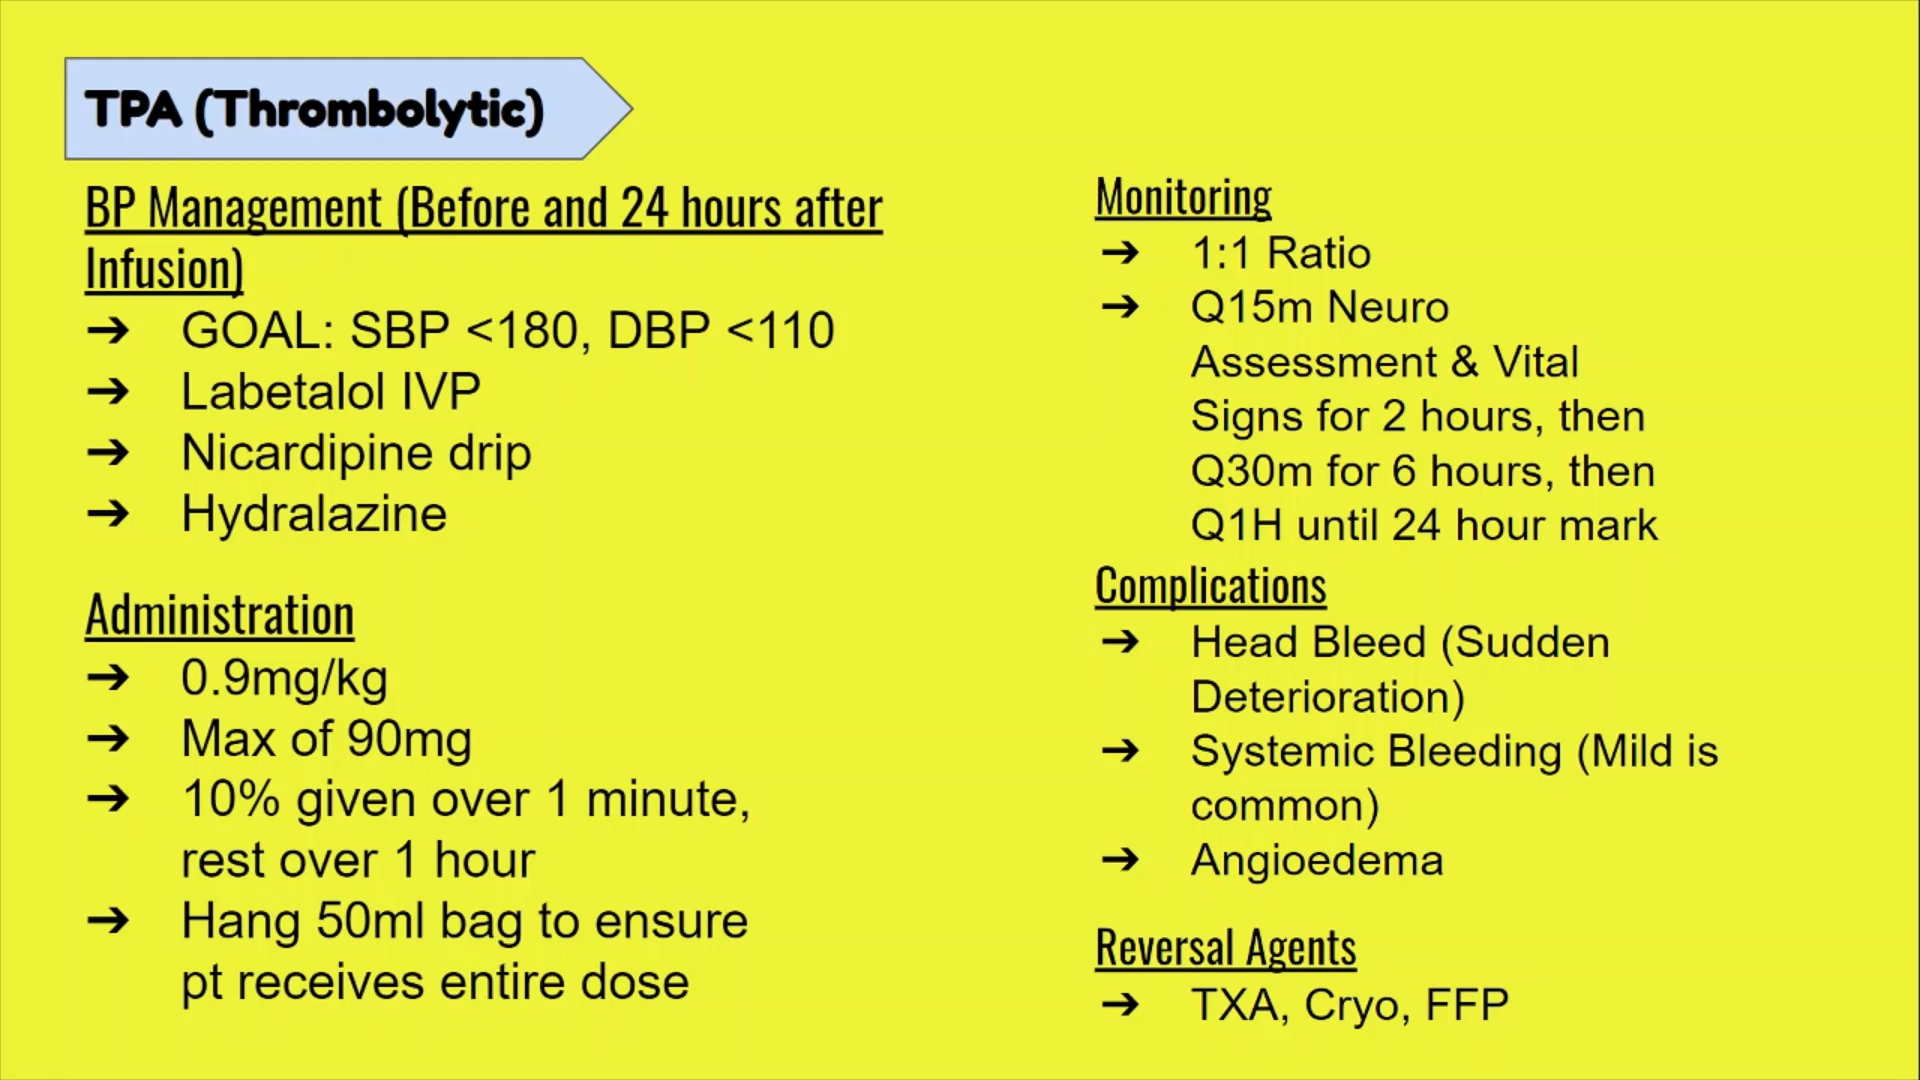 TPA (Thrombolytic)
BP Management (Before and 24 hours after
Infusion)
➔ GOAL: SBP <180, DBP <110
➔ Labetalol IVP
➔ Nicardipine drip
➔ Hydralazine
Administration
➔ 0.9mg/kg
➔ Max of 90mg
➔ 10% given over 1 minute,
rest over 1 hour
➔ Hang 50ml bag to ensure
pt receives entire dose
Monitoring
➔ 1:1 Ratio
➔ Q15m Neuro
Assessment & Vital
Signs for 2 hours, then
Q30m for 6 hours, then
Q1H until 24 hour mark
Complications
➔ Head Bleed (Sudden
Deterioration)
➔ Systemic Bleeding (Mild is
common)
➔ Angioedema
Reversal Agents
➔ TXA, Cryo, FFP